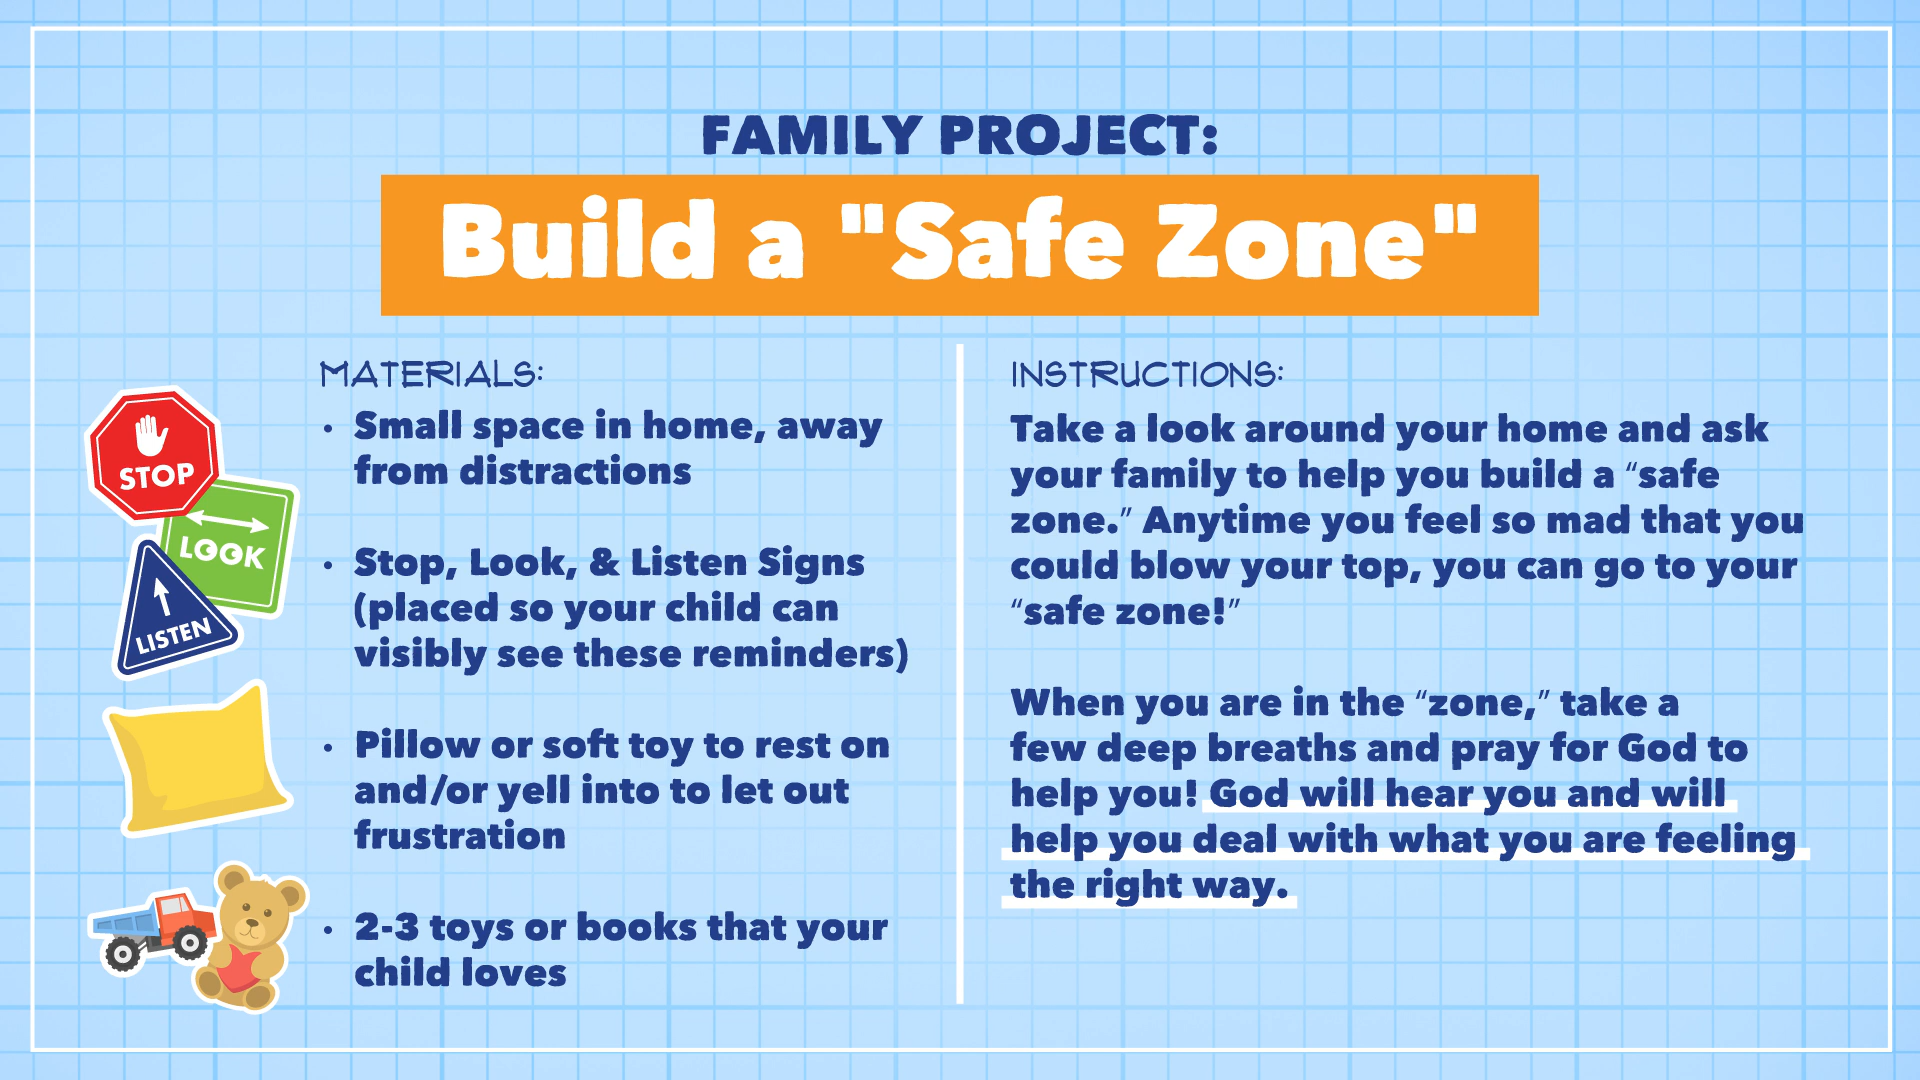 FAMILY PROJECT:
Build a "Safe Zone"
MATERIALS:
• Small space in home, away
from distractions
• Stop, Look, & Listen Signs
(placed so your child can
visibly see these reminders)
• Pillow or soft toy to rest on
and/or yell into to let out
frustration
• 2-3 toys or books that your
child loves
STOP
LOOK
LISTEN
INSTRUCTIONS:
Take a look around your home and ask
your family to help you build a “safe
zone.” Anytime you feel so mad that you
could blow your top, you can go to your
“safe zone!”
When you are in the “zone,” take a
few deep breaths and pray for God to
help you! God will hear you and will
help you deal with what you are feeling
the right way.